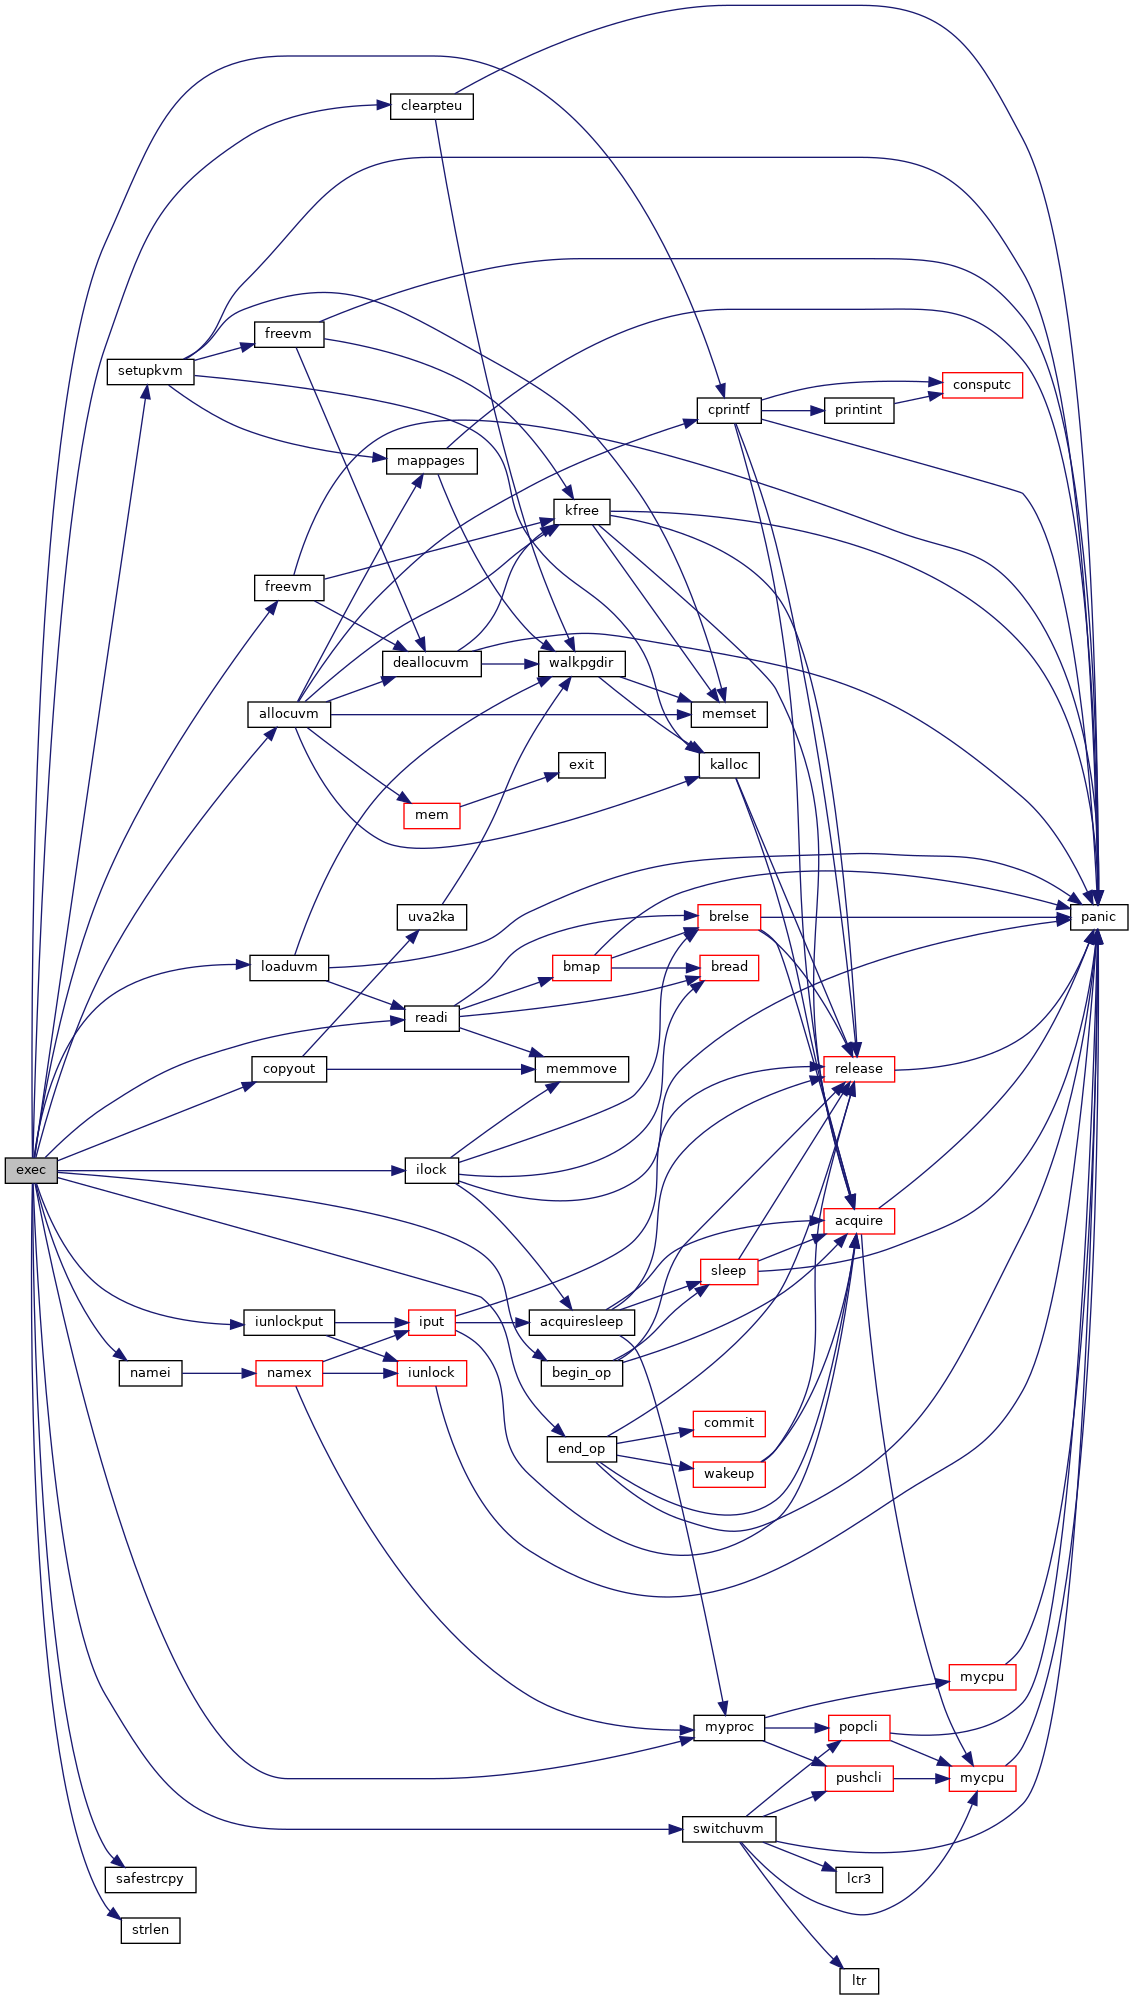 clearpteu
freevm
setupkvm
consputc
cprintf
printint
mappages
kfree
freevm
deallocuvm
walkpgdir
allocuvm
memset
exit
kalloc
mem
uva2ka
brelse
panic
loaduvm
bmap
bread
readi
copyout
memmove
release
exec
ilock
acquire
sleep
iunlockput
iput
acquiresleep
namei
namex
iunlock
begin_op
commit
end_op
wakeup
mycpu
myproc
popcli
pushcli
mycpu
switchuvm
safestrcpy
lcr3
strlen
ltr